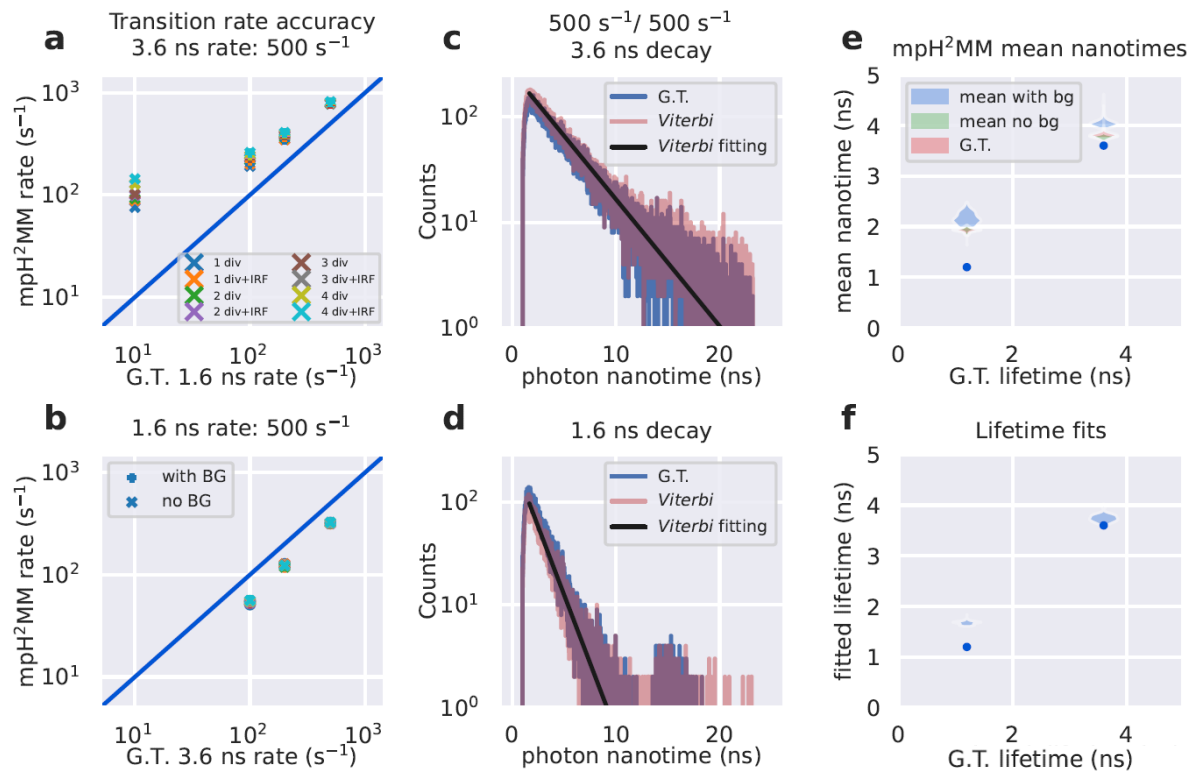 a
Transition rate accuracy
3.6 ns rate: 500 s⁻¹
mpH²MM rate (s⁻¹)
10³
10²
10¹
1 div
1 div+IRF
2 div
2 div+IRF
3 div
3 div+IRF
4 div
4 div+IRF
10¹
10²
10³
G.T. 1.6 ns rate (s⁻¹)
c
500 s⁻¹/ 500 s⁻¹
3.6 ns decay
G.T.
Viterbi
Viterbi fitting
Counts
10²
10¹
10⁰
0
10
20
photon nanotime (ns)
e
mpH²MM mean nanotimes
mean with bg
mean no bg
G.T.
mean nanotime (ns)
5
4
3
2
1
0
0
2
4
G.T. lifetime (ns)
b
1.6 ns rate: 500 s⁻¹
with BG
no BG
mpH²MM rate (s⁻¹)
10³
10²
10¹
10¹
10²
10³
G.T. 3.6 ns rate (s⁻¹)
d
1.6 ns decay
G.T.
Viterbi
Viterbi fitting
Counts
10²
10¹
10⁰
0
10
20
photon nanotime (ns)
f
Lifetime fits
fitted lifetime (ns)
5
4
3
2
1
0
0
2
4
G.T. lifetime (ns)